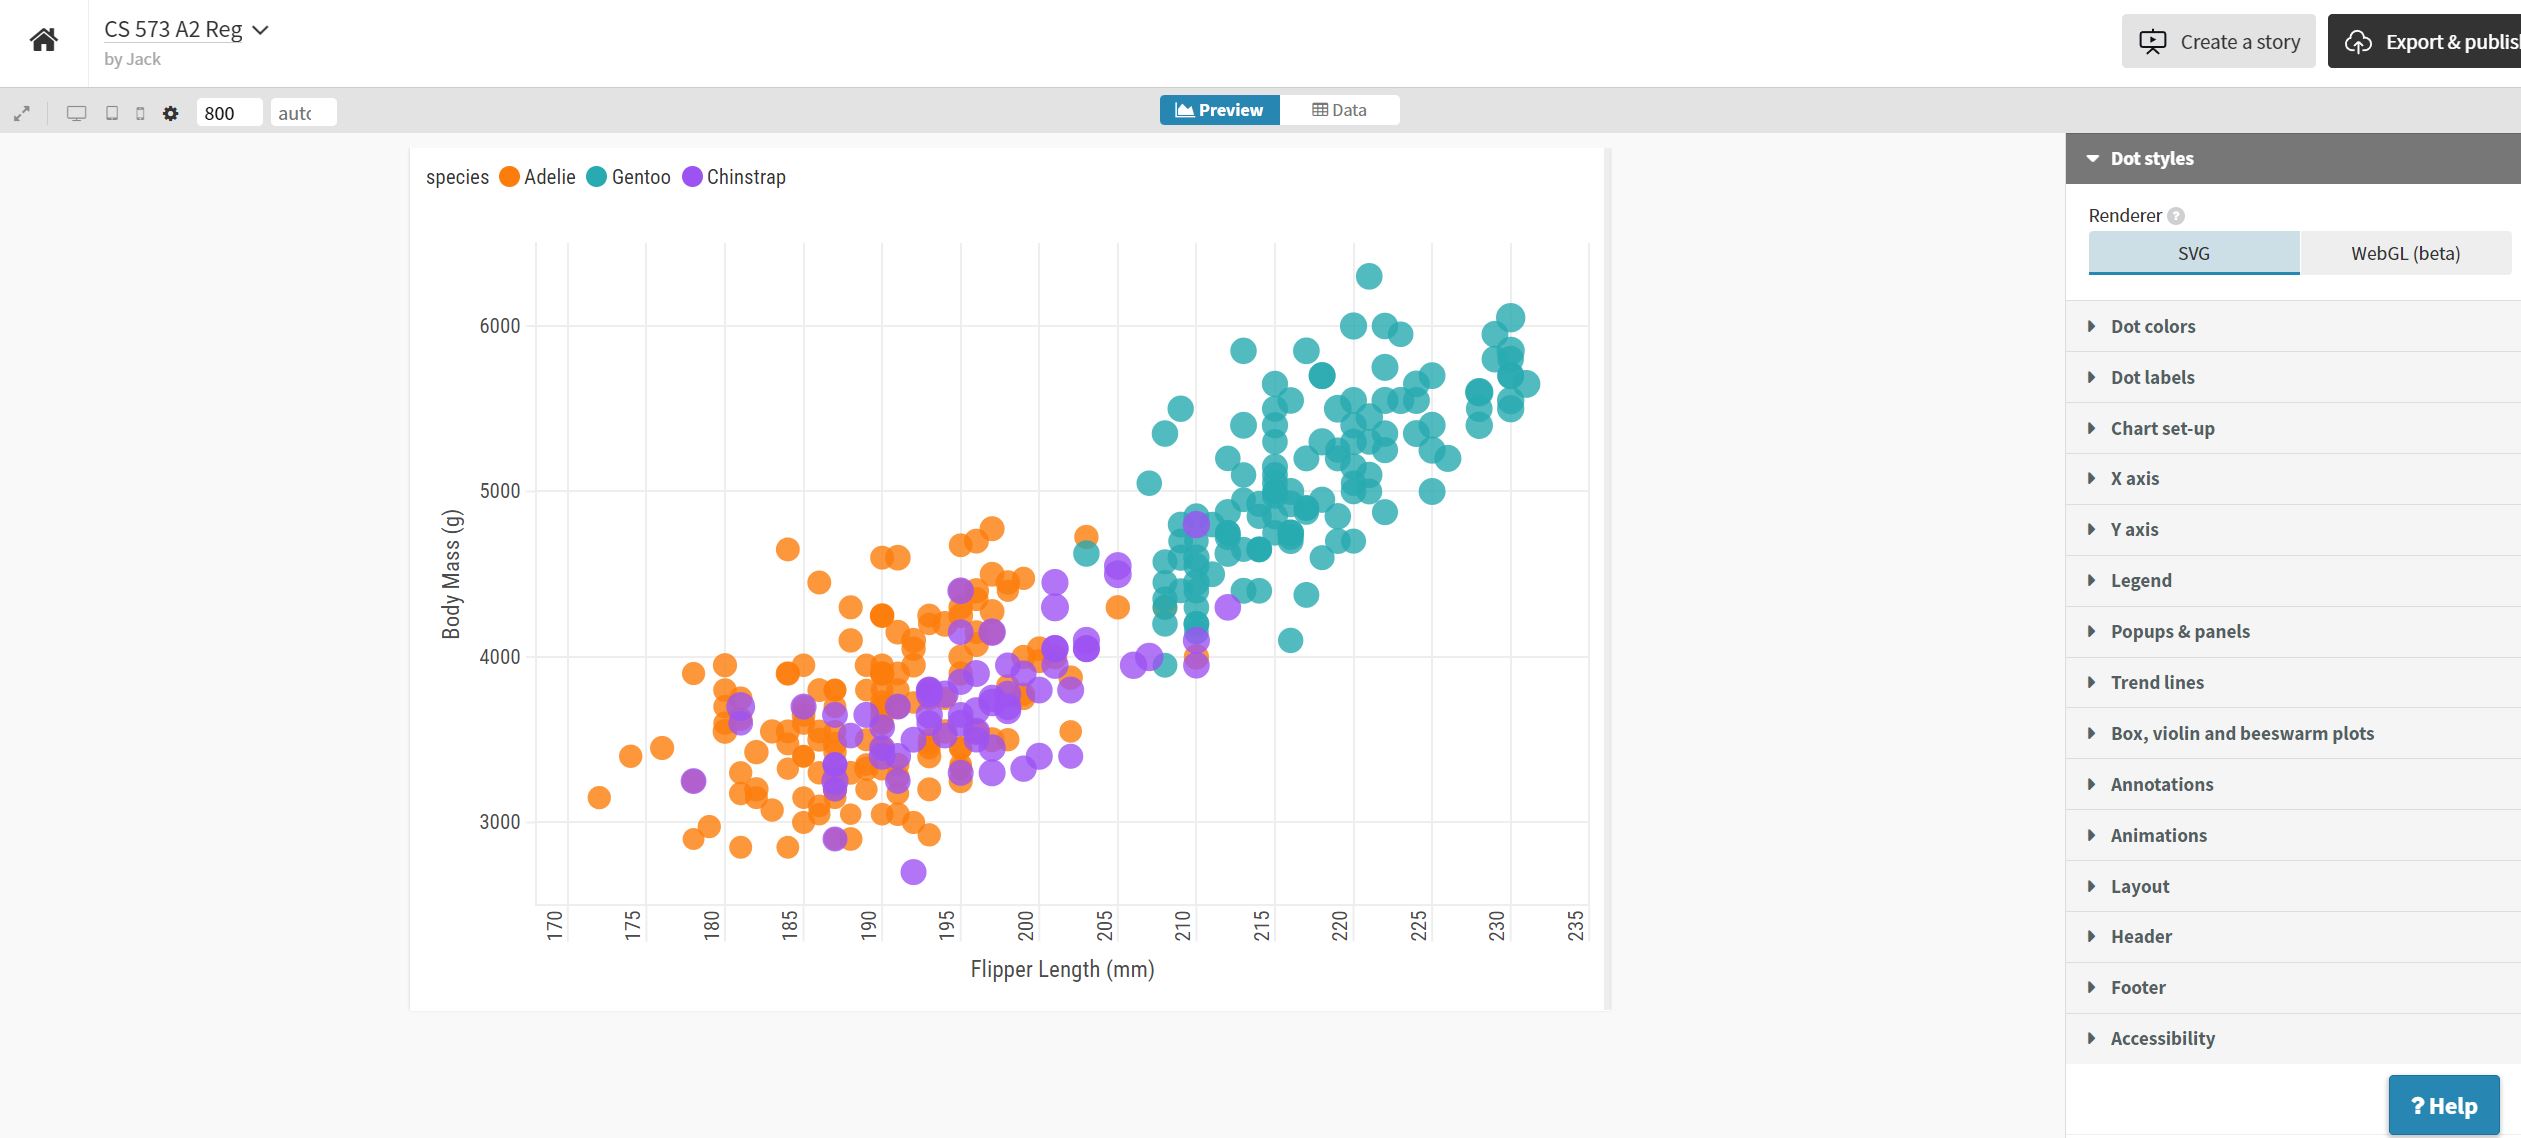 CS 573 A2 Reg
by Jack
Create a story
Export & publis
800
auto
Preview
Data
species Adelie Gentoo Chinstrap
6000
5000
4000
3000
Body Mass (g)
170 175 180 185 190 195 200 205 210 215 220 225 230 235
Flipper Length (mm)
Dot styles
Renderer ?
SVG
WebGL (beta)
Dot colors
Dot labels
Chart set-up
X axis
Y axis
Legend
Popups & panels
Trend lines
Box, violin and beeswarm plots
Annotations
Animations
Layout
Header
Footer
Accessibility
? Help